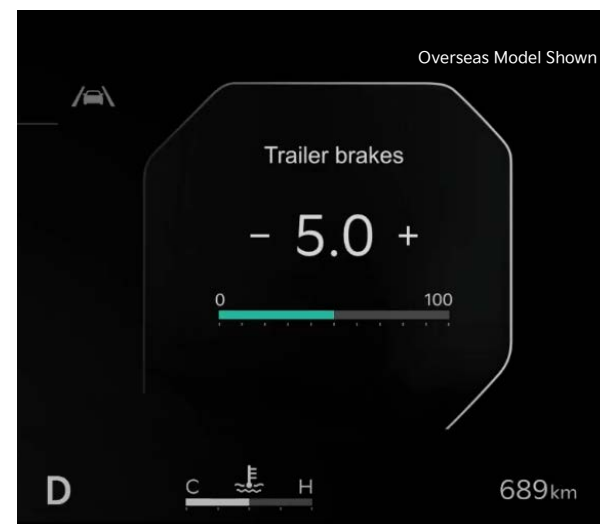 Overseas Model Shown
Trailer brakes
- 5.0 +
0 100
D
C H
689km